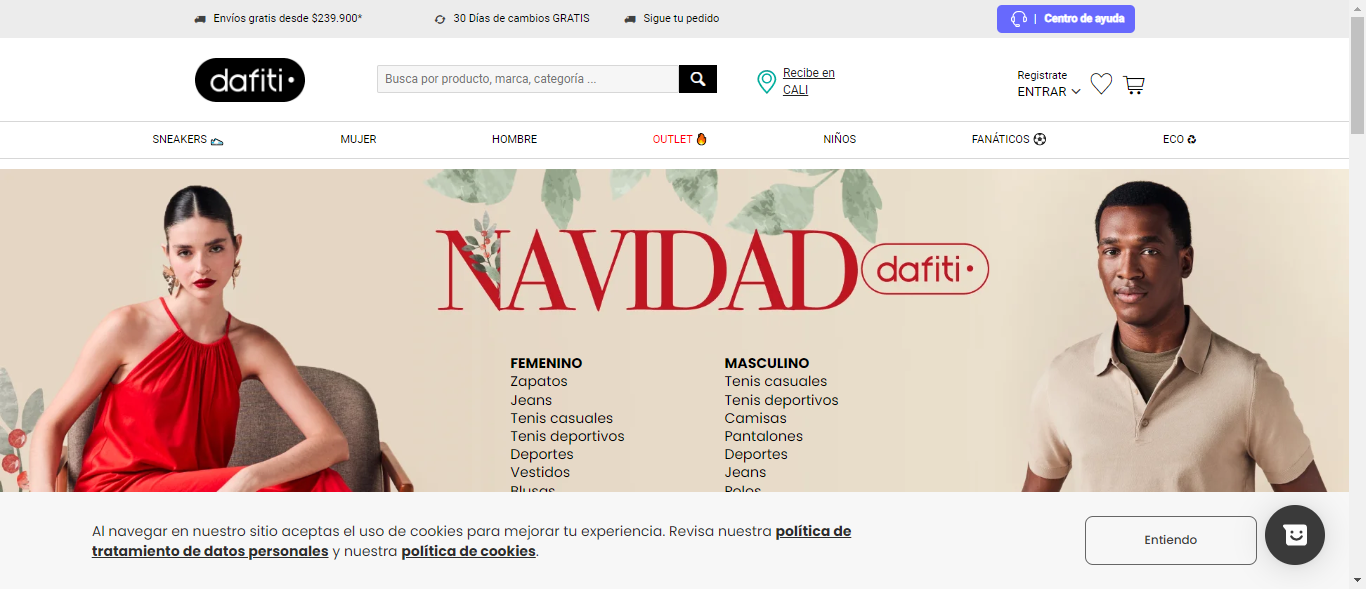 Envíos gratis desde $239.900*
30 Días de cambios GRATIS
Sigue tu pedido
| Centro de ayuda
dafiti
Busca por producto, marca, categoría ...
Recibe en
CALI
Registrate
ENTRAR
SNEAKERS
MUJER
HOMBRE
OUTLET
NIÑOS
FANÁTICOS
ECO
NAVIDAD dafiti
FEMENINO
Zapatos
Jeans
Tenis casuales
Tenis deportivos
Deportes
Vestidos
Blusas
MASCULINO
Tenis casuales
Tenis deportivos
Camisas
Pantalones
Deportes
Jeans
Polos
Al navegar en nuestro sitio aceptas el uso de cookies para mejorar tu experiencia. Revisa nuestra política de
tratamiento de datos personales y nuestra política de cookies.
Entiendo